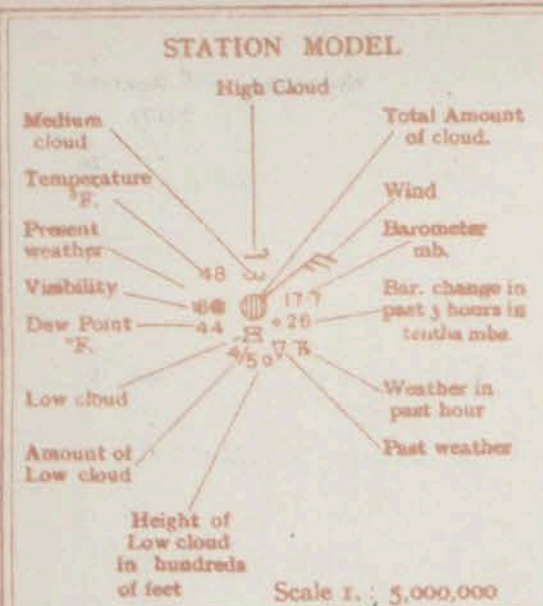 STATION MODEL
High Cloud
Medium
cloud
Total Amount
of cloud.
Temperature
°F.
Wind
Present
weather
Barometer
mb.
48
Visibility
177
Bar. change in
past 3 hours in
tenths mbs.
Dew Point
°F.
44
+26
Low cloud
Weather in
past hour
Amount of
Low cloud
Past weather
Height of
Low cloud
in hundreds
of feet
Scale 1. : 5,000,000